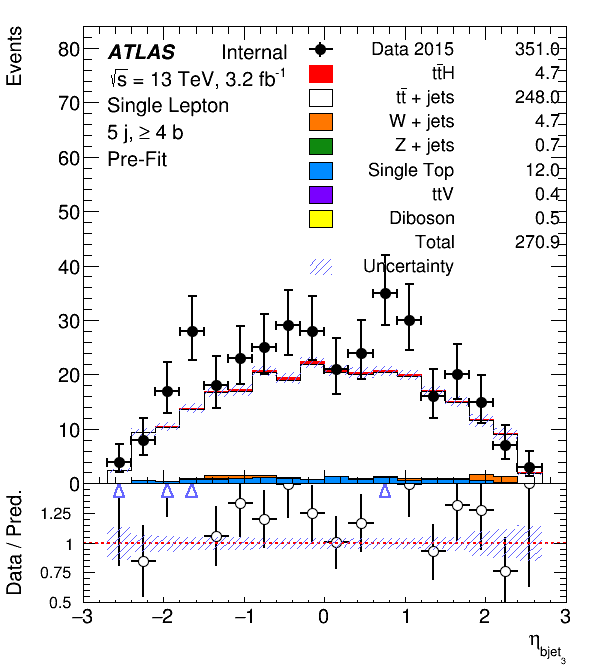 Events
80
70
60
50
40
30
20
10
0
ATLAS Internal
√s = 13 TeV, 3.2 fb⁻¹
Single Lepton
5 j, ≥ 4 b
Pre-Fit
Data 2015 351.0
tt̄H 4.7
tt̄ + jets 248.0
W + jets 4.7
Z + jets 0.7
Single Top 12.0
ttV 0.4
Diboson 0.5
Total 270.9
Uncertainty
Data / Pred.
1.25
1
0.75
0.5
−3 −2 −1 0 1 2 3
η_bjet_3